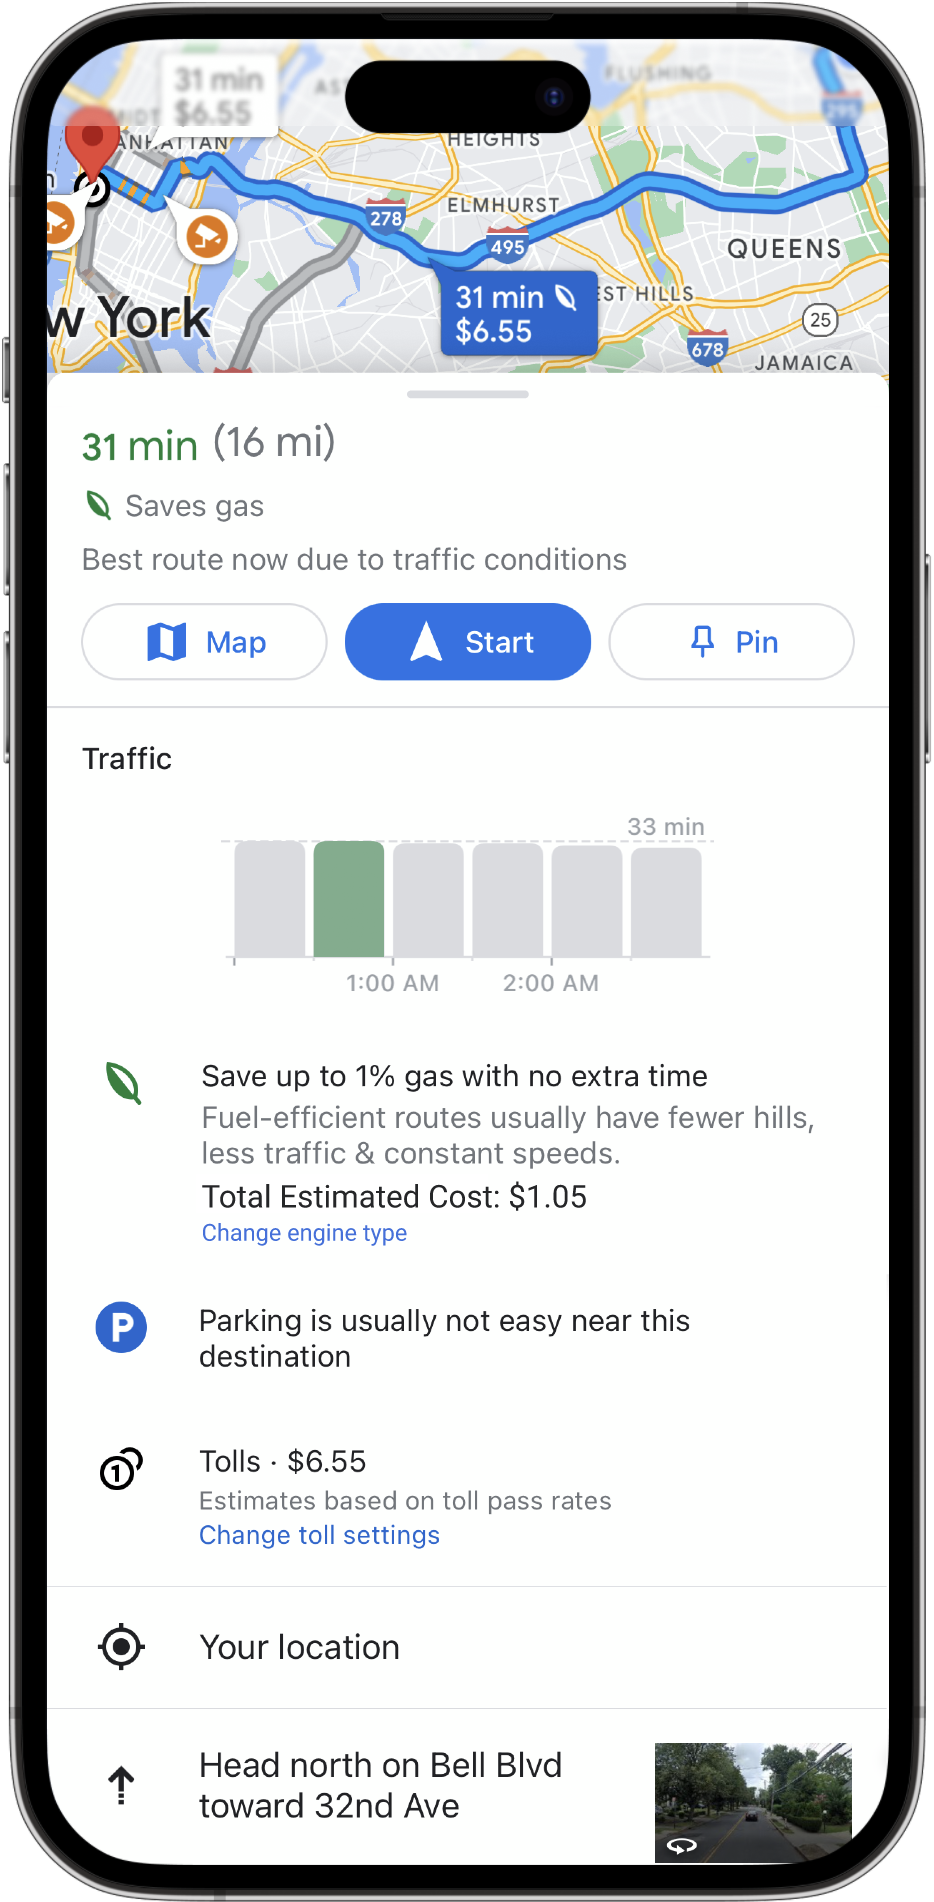 31 min
$6.55
FLUSHING
MIDT
AST
295
MANHATTAN
HEIGHTS
ELMHURST
278
495
QUEENS
31 min
$6.55
EST HILLS
25
w York
678
JAMAICA
31 min (16 mi)
Saves gas
Best route now due to traffic conditions
Map
Start
Pin
Traffic
33 min
1:00 AM
2:00 AM
Save up to 1% gas with no extra time
Fuel-efficient routes usually have fewer hills,
less traffic & constant speeds.
Total Estimated Cost: $1.05
Change engine type
P
Parking is usually not easy near this
destination
1
Tolls · $6.55
Estimates based on toll pass rates
Change toll settings
Your location
Head north on Bell Blvd
toward 32nd Ave